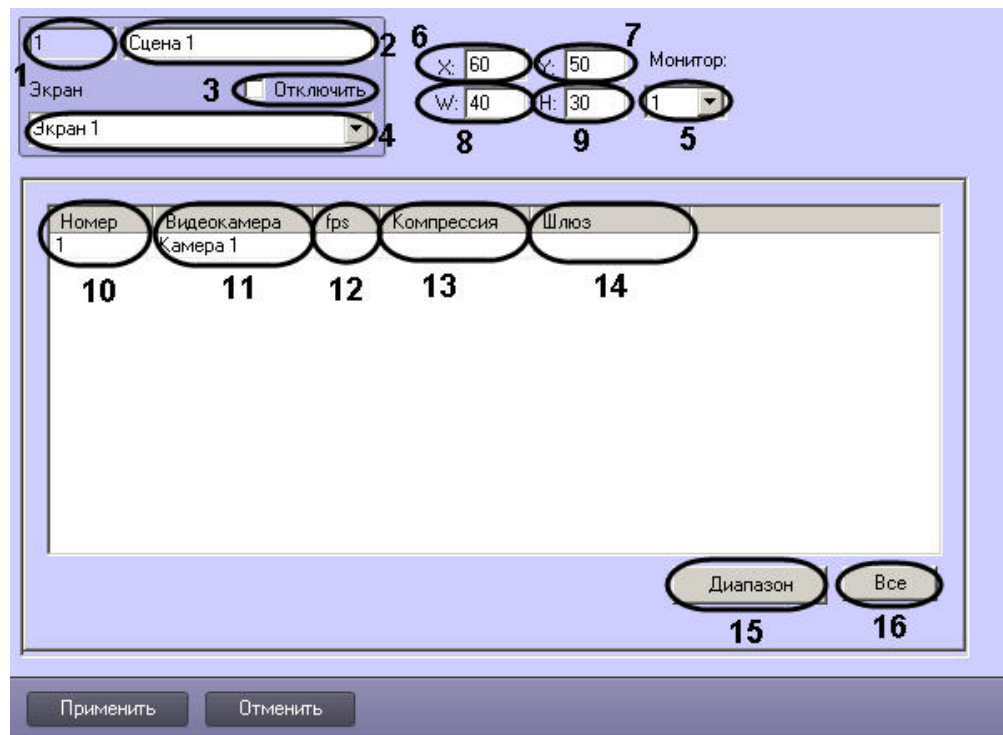 1 Сцена 1 2 6 7
X: 60 Y: 50 Монитор:
1 Экран 3 Отключить
W: 40 H: 30 1
Экран 1 4 8 9 5
Номер Видеокамера fps Компрессия Шлюз
1 Камера 1
10 11 12 13 14
Диапазон Все
15 16
Применить Отменить